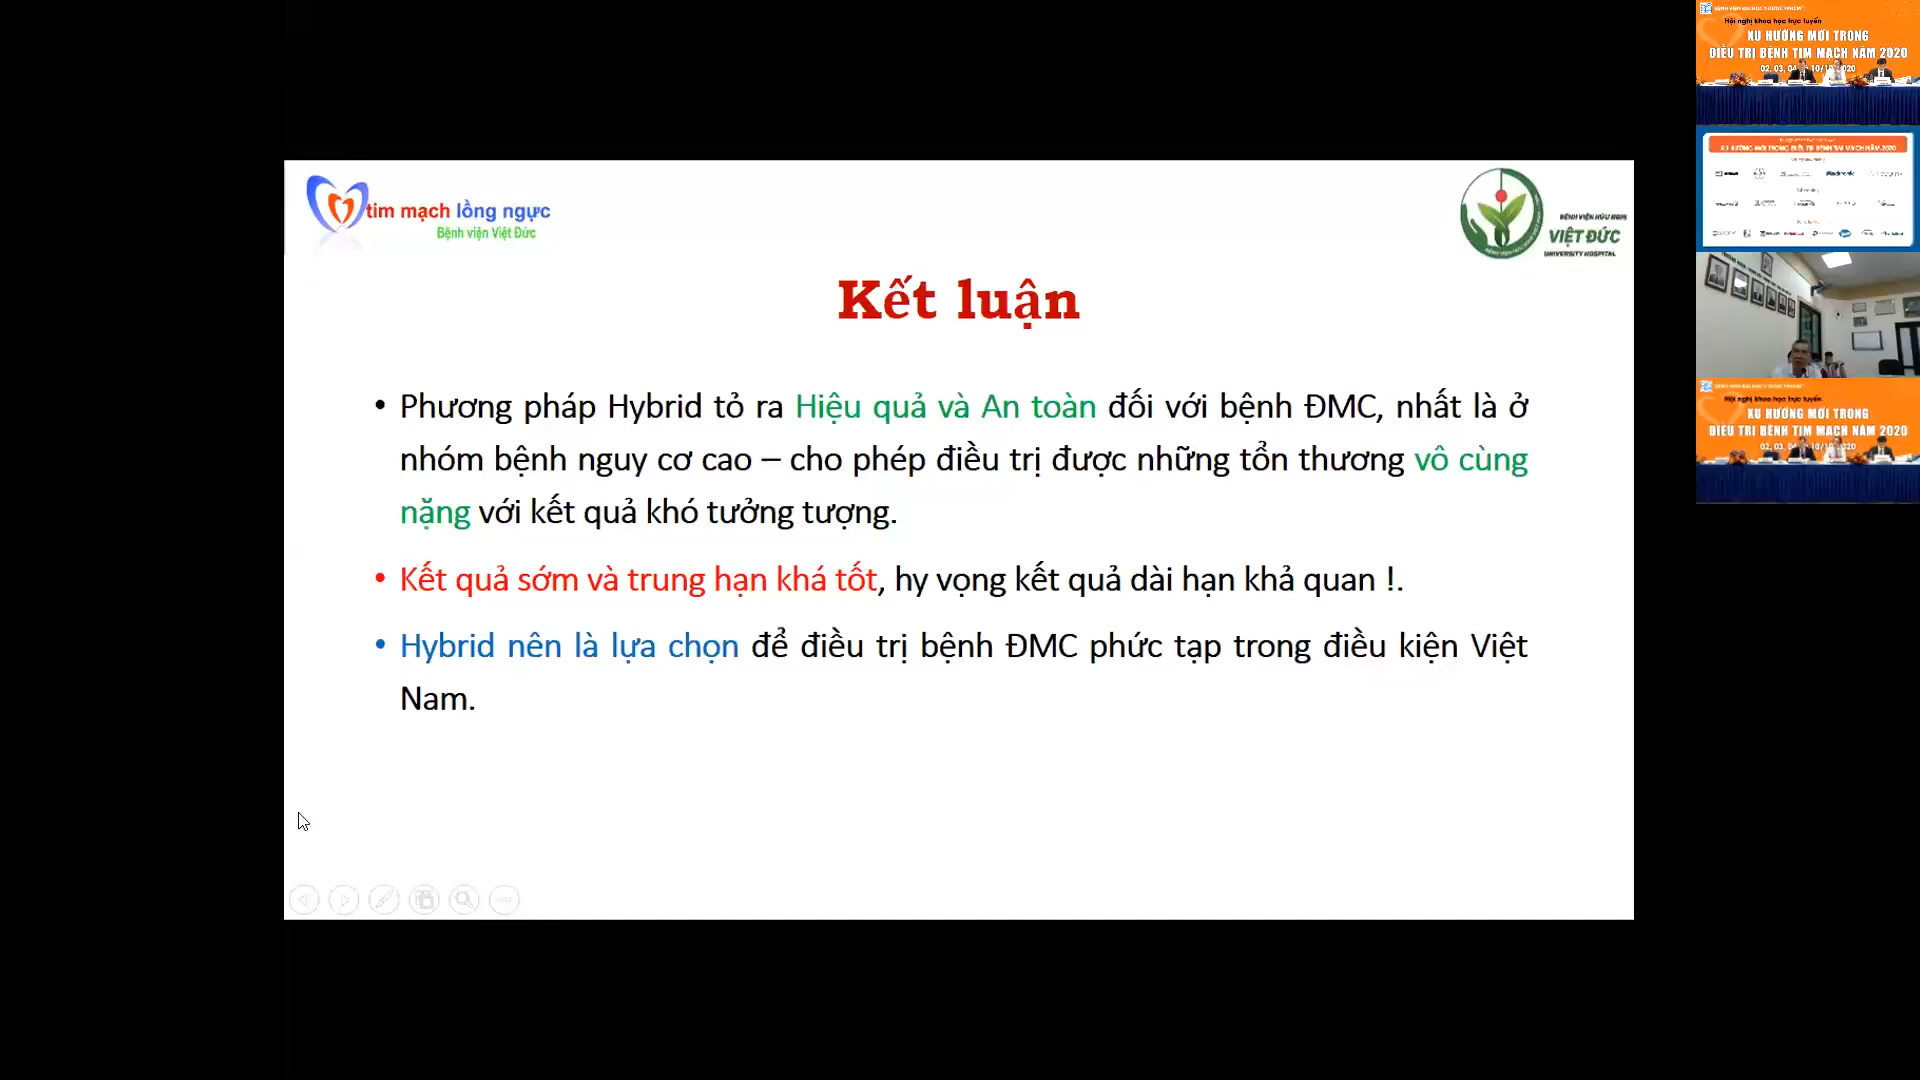 tim mạch lồng ngực
Bệnh viện Việt Đức
BỆNH VIỆN HỮU NGHỊ
VIỆT ĐỨC
UNIVERSITY HOSPITAL
Kết luận
• Phương pháp Hybrid tỏ ra Hiệu quả và An toàn đối với bệnh ĐMC, nhất là ở
nhóm bệnh nguy cơ cao – cho phép điều trị được những tổn thương vô cùng
nặng với kết quả khó tưởng tượng.
• Kết quả sớm và trung hạn khá tốt, hy vọng kết quả dài hạn khả quan !.
• Hybrid nên là lựa chọn để điều trị bệnh ĐMC phức tạp trong điều kiện Việt
Nam.
Hội nghị khoa học trực tuyến
XU HƯỚNG MỚI TRONG
ĐIỀU TRỊ BỆNH TIM MẠCH NĂM 2020
02, 03, 10/10/2020
XU HƯỚNG MỚI TRONG ĐIỀU TRỊ BỆNH TIM MẠCH NĂM 2020
Medtronic
Hội nghị khoa học trực tuyến
XU HƯỚNG MỚI TRONG
ĐIỀU TRỊ BỆNH TIM MẠCH NĂM 2020